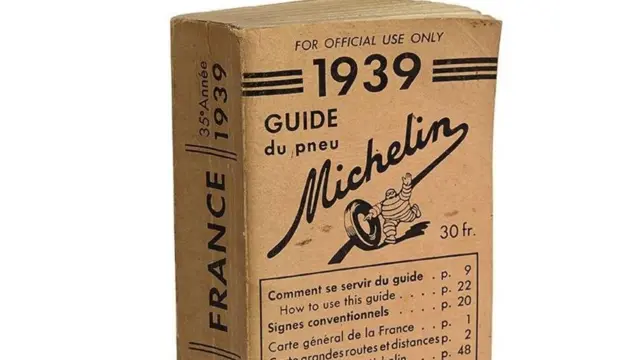 FOR OFFICIAL USE ONLY
1939
GUIDE
du pneu
Michelin
30 fr.
Comment se servir du guide . p. 9
How to use this guide . . . . p. 22
Signes conventionnels . . . p. 20
Carte général de la France . p. 1
grandes routes et distances p. 2
p. 48
35e Année
1939
FRANCE